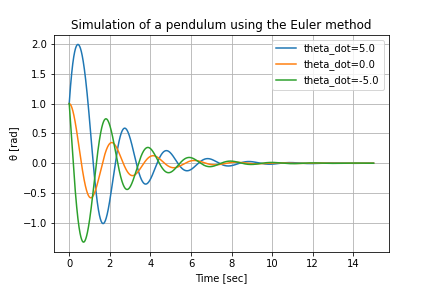 Simulation of a pendulum using the Euler method
theta_dot=5.0
theta_dot=0.0
theta_dot=-5.0
2.0
1.5
1.0
0.5
0.0
−0.5
−1.0
θ [rad]
0 2 4 6 8 10 12 14
Time [sec]